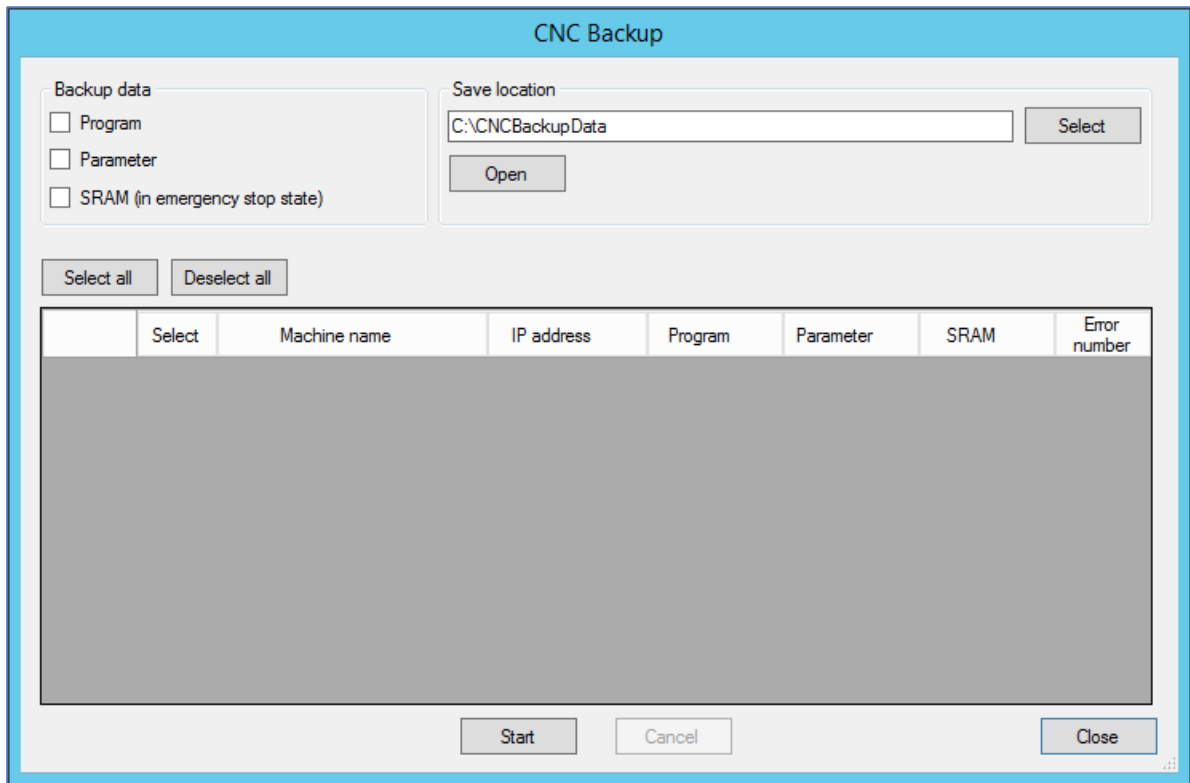 CNC Backup
Backup data
Program
Parameter
SRAM (in emergency stop state)
Save location
C:\CNCBackupData
Select
Open
Select all
Deselect all
Select
Machine name
IP address
Program
Parameter
SRAM
Error
number
Start
Cancel
Close